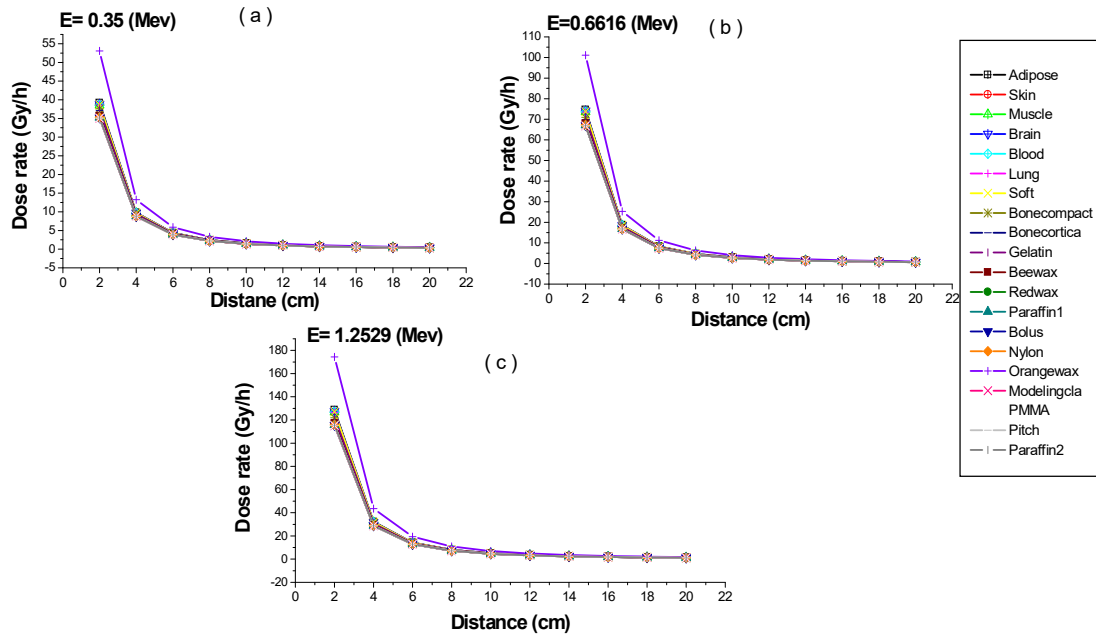 E= 0.35 (Mev)
( a )
Dose rate (Gy/h)
55
50
45
40
35
30
25
20
15
10
5
0
-5
0 2 4 6 8 10 12 14 16 18 20 22
Distane (cm)
E=0.6616 (Mev)
( b )
Dose rate (Gy/h)
110
100
90
80
70
60
50
40
30
20
10
0
-10
0 2 4 6 8 10 12 14 16 18 20 22
Distance (cm)
E= 1.2529 (Mev)
( c )
Dose rate (Gy/h)
180
160
140
120
100
80
60
40
20
0
-20
0 2 4 6 8 10 12 14 16 18 20 22
Distance (cm)
Adipose
Skin
Muscle
Brain
Blood
Lung
Soft
Bonecompact
Bonecortica
Gelatin
Beewax
Redwax
Paraffin1
Bolus
Nylon
Orangewax
Modelingcla
PMMA
Pitch
Paraffin2